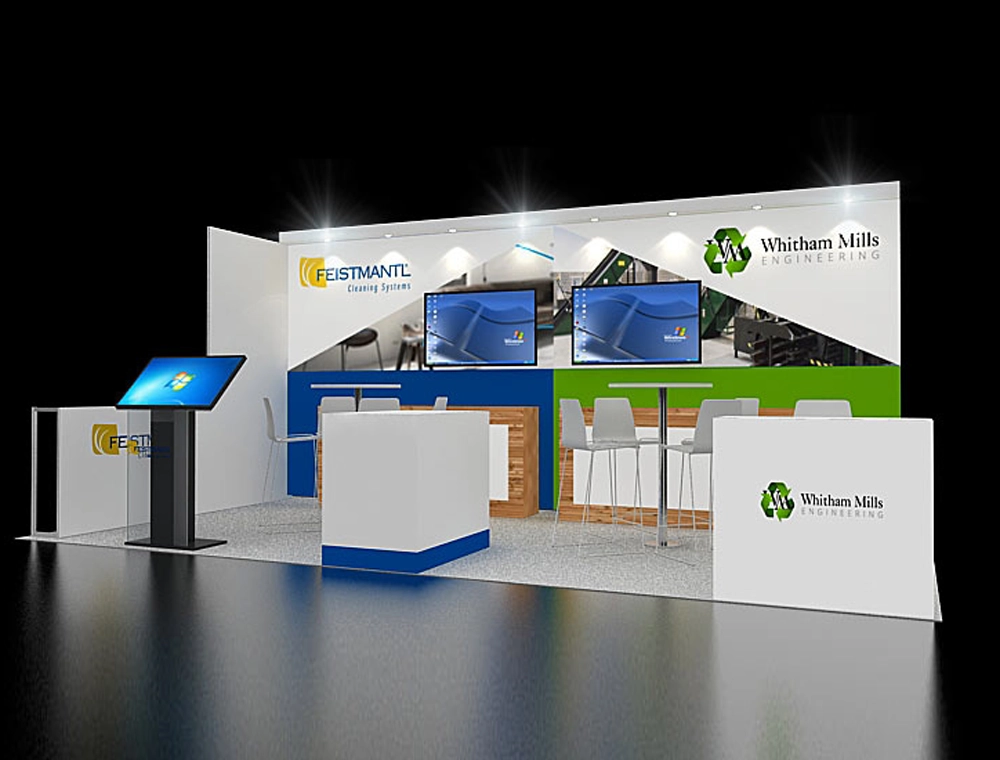 FEISTMANTL
Cleaning Systems
Whitham Mills
ENGINEERING
Whitham Mills
ENGINEERING